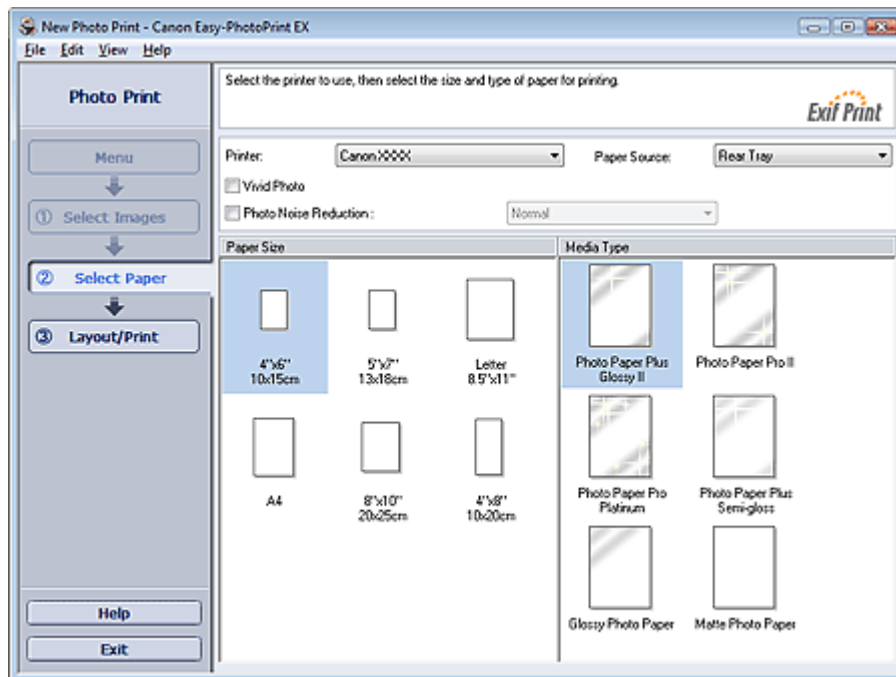 New Photo Print - Canon Easy-PhotoPrint EX
File Edit View Help
Photo Print
Menu
① Select Images
② Select Paper
③ Layout/Print
Help
Exit
Select the printer to use, then select the size and type of paper for printing.
Exif Print
Printer: Canon XXXX Paper Source: Rear Tray
Vivid Photo
Photo Noise Reduction : Normal
Paper Size
4"x6"
10x15cm
5"x7"
13x18cm
Letter
8.5"x11"
A4
8"x10"
20x25cm
4"x8"
10x20cm
Media Type
Photo Paper Plus
Glossy II
Photo Paper Pro II
Photo Paper Pro
Platinum
Photo Paper Plus
Semi-gloss
Glossy Photo Paper
Matte Photo Paper